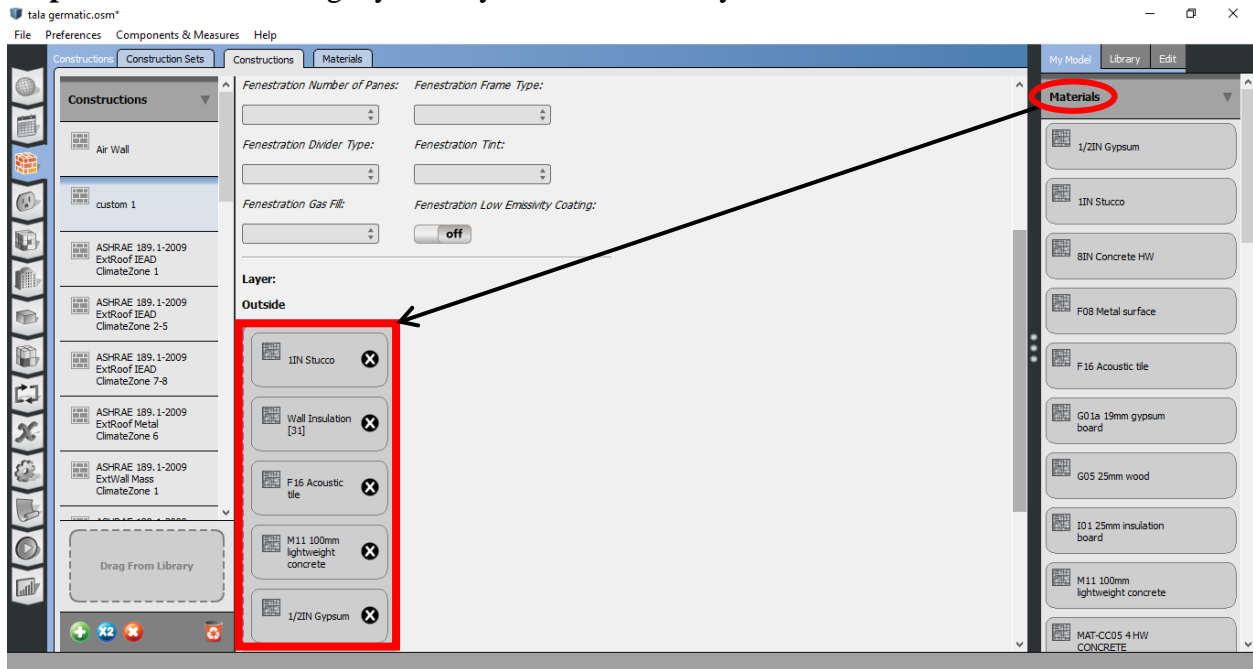 tala germatic.osm*
File Preferences Components & Measures Help
Constructions Construction Sets Constructions Materials
My Model Library Edit
Constructions
Air Wall
custom 1
ASHRAE 189.1-2009
ExtRoof IEAD
ClimateZone 1
ASHRAE 189.1-2009
ExtRoof IEAD
ClimateZone 2-5
ASHRAE 189.1-2009
ExtRoof IEAD
ClimateZone 7-8
ASHRAE 189.1-2009
ExtRoof Metal
ClimateZone 6
ASHRAE 189.1-2009
ExtWall Mass
ClimateZone 1
Drag From Library
X2
Fenestration Number of Panes: Fenestration Frame Type:
Fenestration Divider Type: Fenestration Tint:
Fenestration Gas Fill: Fenestration Low Emissivity Coating:
off
Layer:
Outside
1IN Stucco
Wall Insulation
[31]
F16 Acoustic
tile
M11 100mm
lightweight
concrete
1/2IN Gypsum
Materials
1/2IN Gypsum
1IN Stucco
8IN Concrete HW
F08 Metal surface
F16 Acoustic tile
G01a 19mm gypsum
board
G05 25mm wood
I01 25mm insulation
board
M11 100mm
lightweight concrete
MAT-CC05 4 HW
CONCRETE